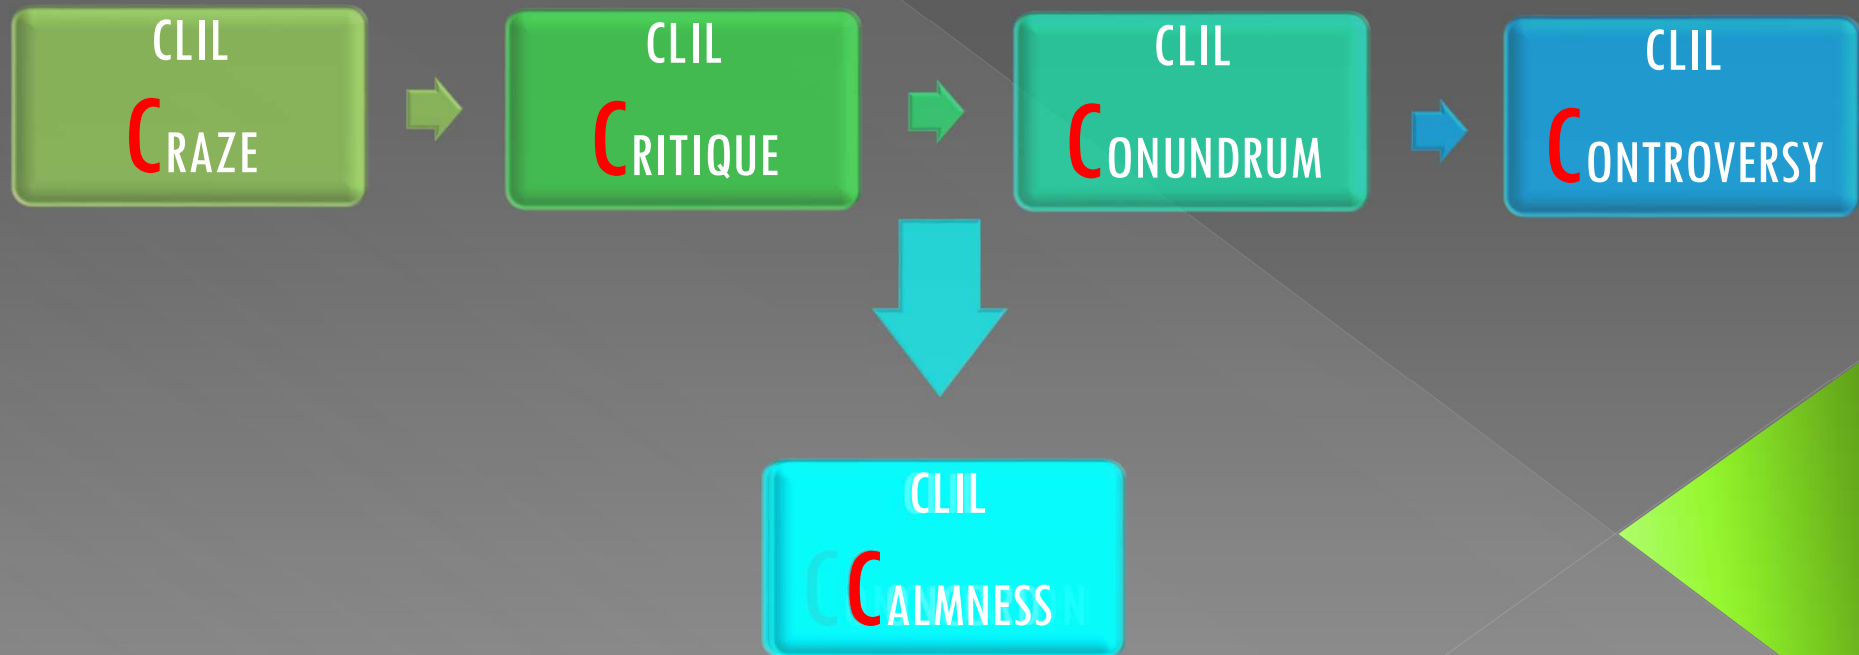 CLIL
CRAZE
CLIL
CRITIQUE
CLIL
CONUNDRUM
CLIL
CONTROVERSY
CLIL
CALMNESS